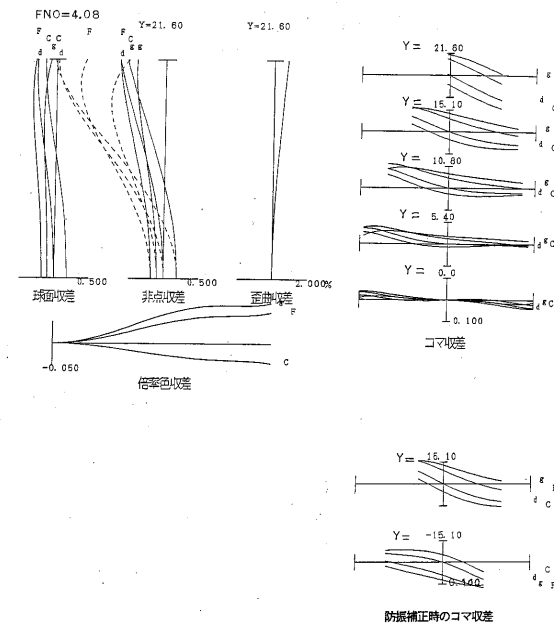 FNO=4.08
Y=21.60
Y=21.60
F
C
g
C
d
d
F
F
C
d
g
g
0.500
0.500
2.000%
球面収差
非点収差
歪曲収差
-0.050
g
F
C
倍率色収差
Y= 21.60
g
d
C
Y= 15.10
g
d
C
Y= 10.80
g
d
C
Y= 5.40
d g C
Y= 0.0
d g C
0.100
コマ収差
Y= 15.10
g
F
d
C
Y= -15.10
C
d
g
F
0.100
防振補正時のコマ収差